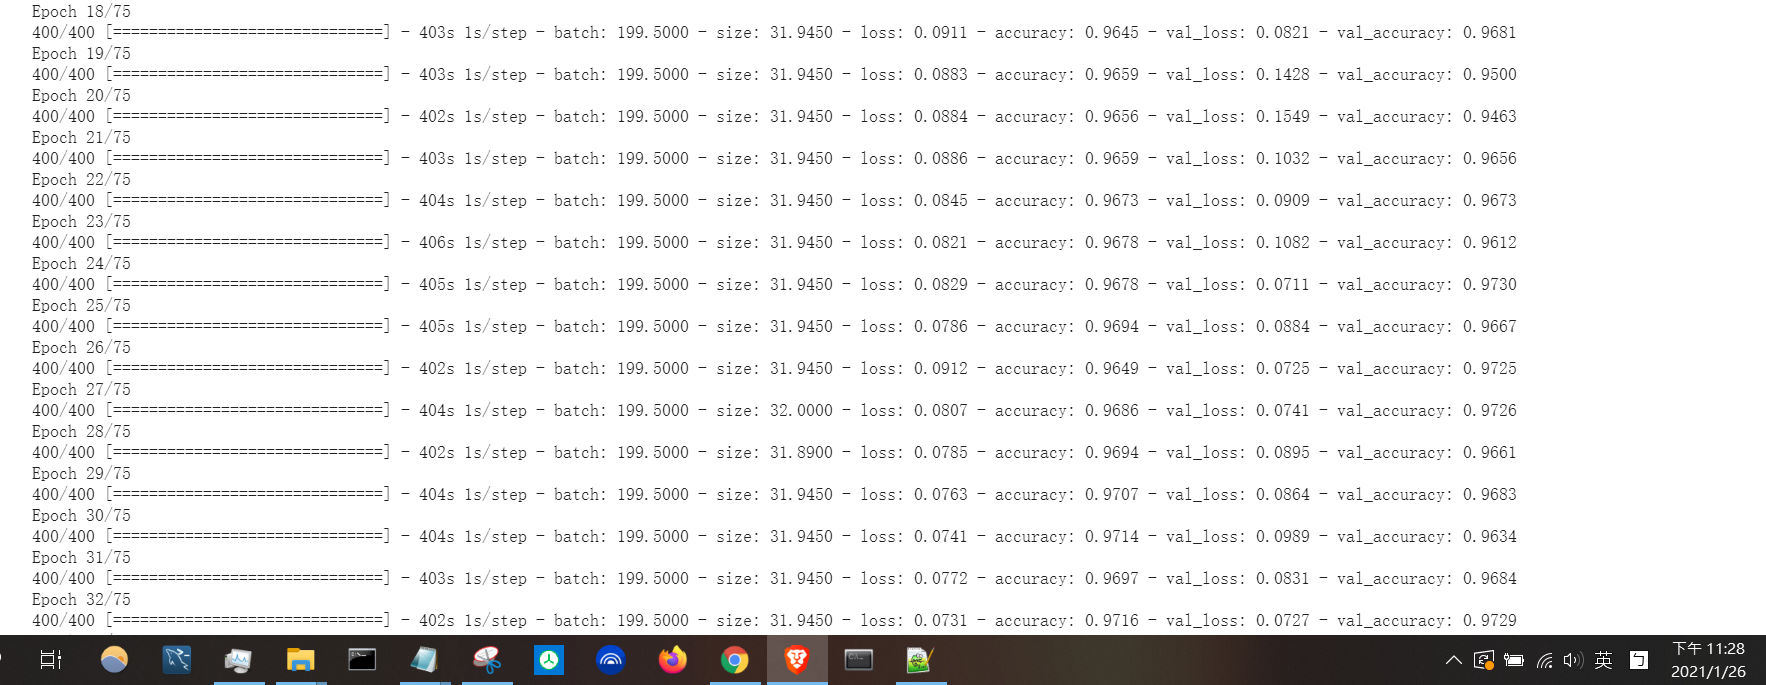 Epoch 18/75
400/400 [==============================] - 403s 1s/step - batch: 199.5000 - size: 31.9450 - loss: 0.0911 - accuracy: 0.9645 - val_loss: 0.0821 - val_accuracy: 0.9681
Epoch 19/75
400/400 [==============================] - 403s 1s/step - batch: 199.5000 - size: 31.9450 - loss: 0.0883 - accuracy: 0.9659 - val_loss: 0.1428 - val_accuracy: 0.9500
Epoch 20/75
400/400 [==============================] - 402s 1s/step - batch: 199.5000 - size: 31.9450 - loss: 0.0884 - accuracy: 0.9656 - val_loss: 0.1549 - val_accuracy: 0.9463
Epoch 21/75
400/400 [==============================] - 403s 1s/step - batch: 199.5000 - size: 31.9450 - loss: 0.0886 - accuracy: 0.9659 - val_loss: 0.1032 - val_accuracy: 0.9656
Epoch 22/75
400/400 [==============================] - 404s 1s/step - batch: 199.5000 - size: 31.9450 - loss: 0.0845 - accuracy: 0.9673 - val_loss: 0.0909 - val_accuracy: 0.9673
Epoch 23/75
400/400 [==============================] - 406s 1s/step - batch: 199.5000 - size: 31.9450 - loss: 0.0821 - accuracy: 0.9678 - val_loss: 0.1082 - val_accuracy: 0.9612
Epoch 24/75
400/400 [==============================] - 405s 1s/step - batch: 199.5000 - size: 31.9450 - loss: 0.0829 - accuracy: 0.9678 - val_loss: 0.0711 - val_accuracy: 0.9730
Epoch 25/75
400/400 [==============================] - 405s 1s/step - batch: 199.5000 - size: 31.9450 - loss: 0.0786 - accuracy: 0.9694 - val_loss: 0.0884 - val_accuracy: 0.9667
Epoch 26/75
400/400 [==============================] - 402s 1s/step - batch: 199.5000 - size: 31.9450 - loss: 0.0912 - accuracy: 0.9649 - val_loss: 0.0725 - val_accuracy: 0.9725
Epoch 27/75
400/400 [==============================] - 404s 1s/step - batch: 199.5000 - size: 32.0000 - loss: 0.0807 - accuracy: 0.9686 - val_loss: 0.0741 - val_accuracy: 0.9726
Epoch 28/75
400/400 [==============================] - 402s 1s/step - batch: 199.5000 - size: 31.8900 - loss: 0.0785 - accuracy: 0.9694 - val_loss: 0.0895 - val_accuracy: 0.9661
Epoch 29/75
400/400 [==============================] - 404s 1s/step - batch: 199.5000 - size: 31.9450 - loss: 0.0763 - accuracy: 0.9707 - val_loss: 0.0864 - val_accuracy: 0.9683
Epoch 30/75
400/400 [==============================] - 404s 1s/step - batch: 199.5000 - size: 31.9450 - loss: 0.0741 - accuracy: 0.9714 - val_loss: 0.0989 - val_accuracy: 0.9634
Epoch 31/75
400/400 [==============================] - 403s 1s/step - batch: 199.5000 - size: 31.9450 - loss: 0.0772 - accuracy: 0.9697 - val_loss: 0.0831 - val_accuracy: 0.9684
Epoch 32/75
400/400 [==============================] - 402s 1s/step - batch: 199.5000 - size: 31.9450 - loss: 0.0731 - accuracy: 0.9716 - val_loss: 0.0727 - val_accuracy: 0.9729
英
下午 11:28
2021/1/26